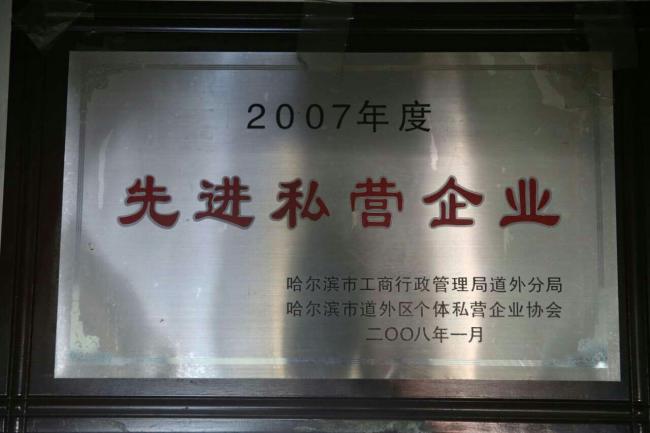 2007年度
先进私营企业
哈尔滨市工商行政管理局道外分局
哈尔滨市道外区个体私营企业协会
二〇〇八年一月